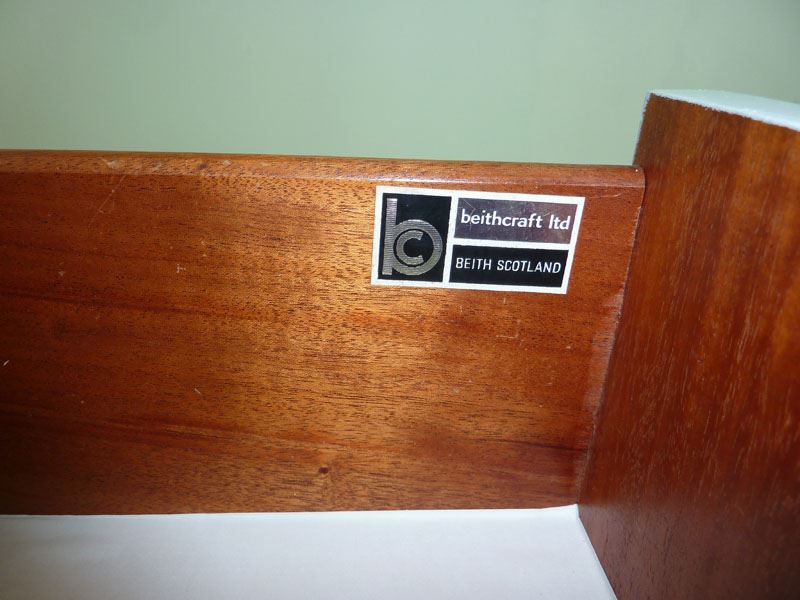 bc
beithcraft ltd
BEITH SCOTLAND